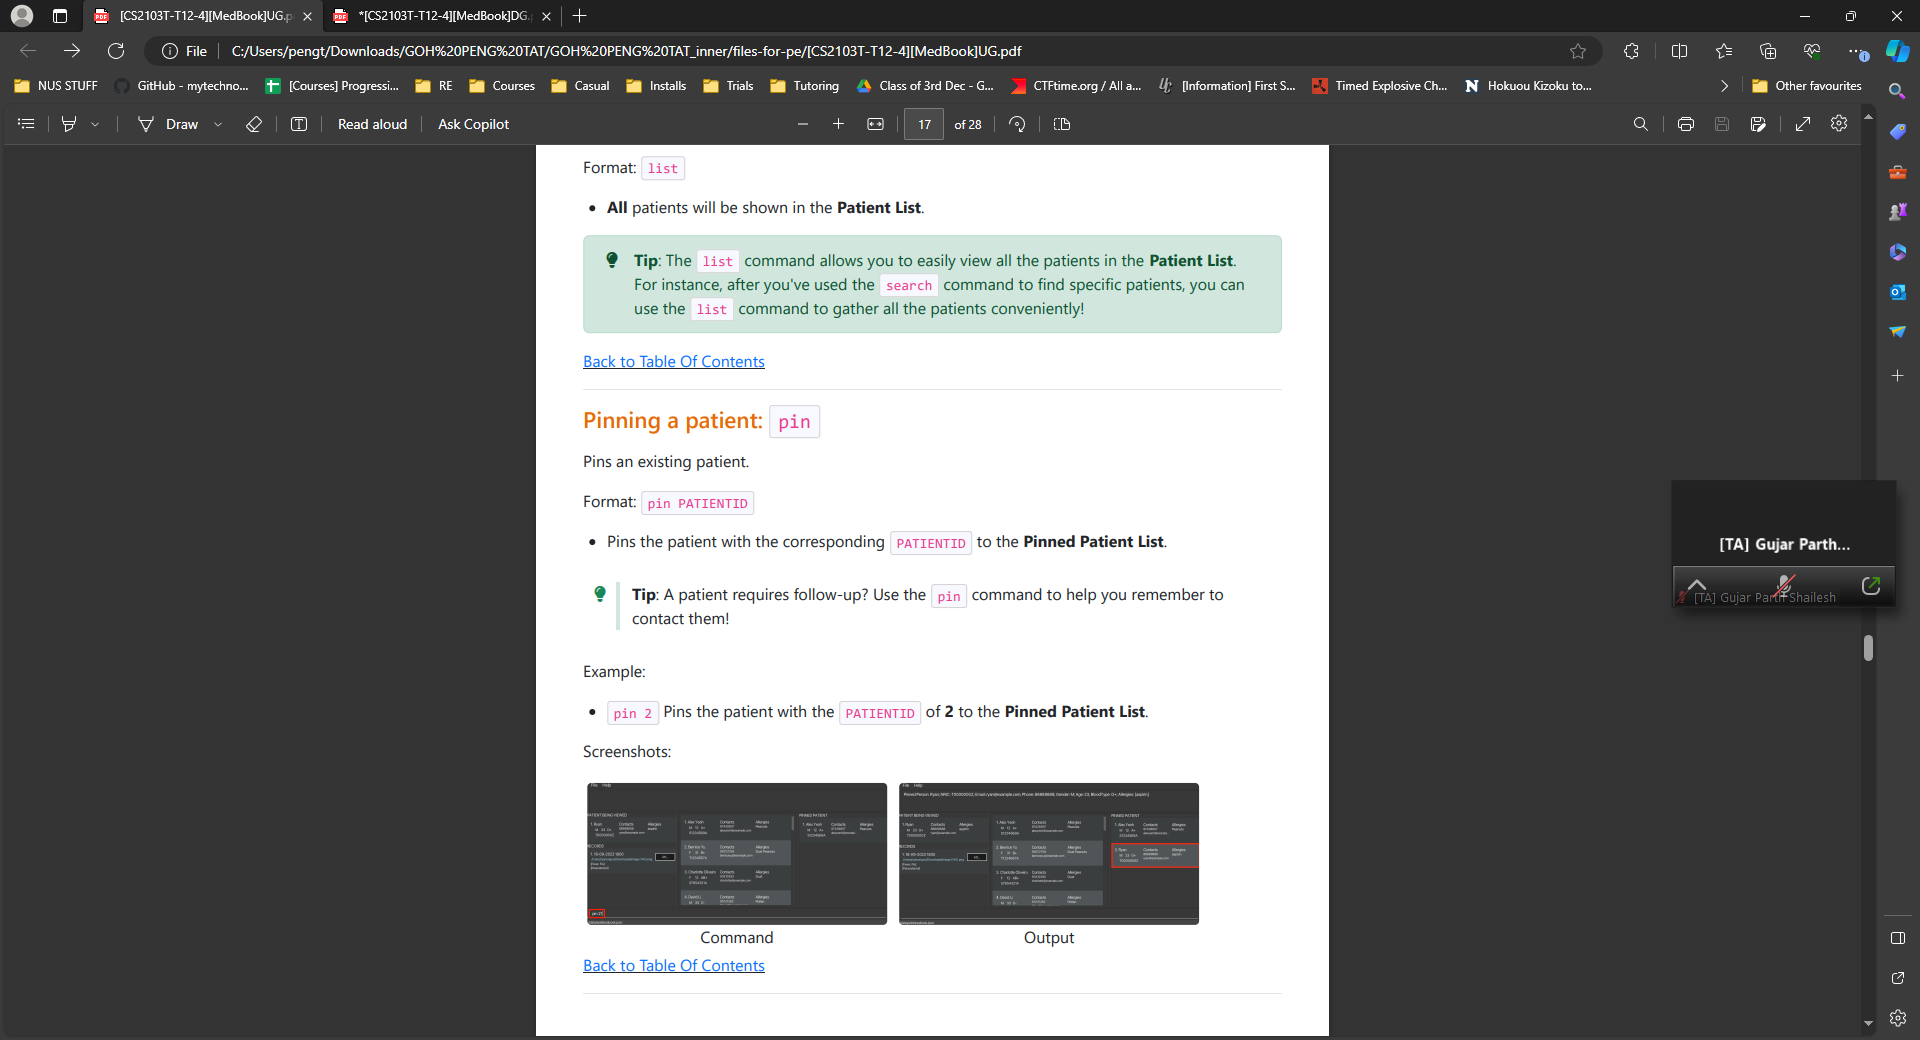 [CS2103T-T12-4][MedBook]UG.p
*[CS2103T-T12-4][MedBook]DG.
File
C:/Users/pengt/Downloads/GOH%20PENG%20TAT/GOH%20PENG%20TAT_inner/files-for-pe/[CS2103T-T12-4][MedBook]UG.pdf
NUS STUFF
GitHub - mytechno...
[Courses] Progressi...
RE
Courses
Casual
Installs
Trials
Tutoring
Class of 3rd Dec - G...
CTFtime.org / All a...
[Information] First S...
Timed Explosive Ch...
Hokuou Kizoku to...
Other favourites
Draw
Read aloud
Ask Copilot
17 of 28
Format: list
All patients will be shown in the Patient List.
Tip: The list command allows you to easily view all the patients in the Patient List.
For instance, after you've used the search command to find specific patients, you can
use the list command to gather all the patients conveniently!
Back to Table Of Contents
Pinning a patient: pin
Pins an existing patient.
Format: pin PATIENTID
Pins the patient with the corresponding PATIENTID to the Pinned Patient List.
Tip: A patient requires follow-up? Use the pin command to help you remember to
contact them!
Example:
pin 2 Pins the patient with the PATIENTID of 2 to the Pinned Patient List.
Screenshots:
Command
Output
Back to Table Of Contents
[TA] Gujar Parth...
[TA] Gujar Parth Shailesh